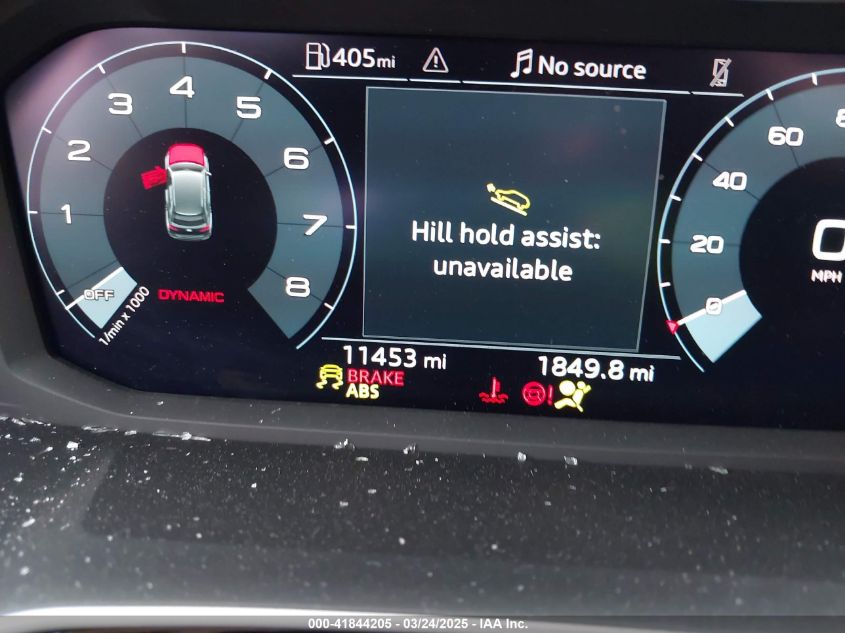 405mi
No source
1
2
3
4
5
6
7
8
OFF
1/min x 1000
DYNAMIC
Hill hold assist:
unavailable
0
20
40
60
MPH
11453 mi
1849.8 mi
BRAKE
ABS
000-41844205 - 03/24/2025 - IAA Inc.